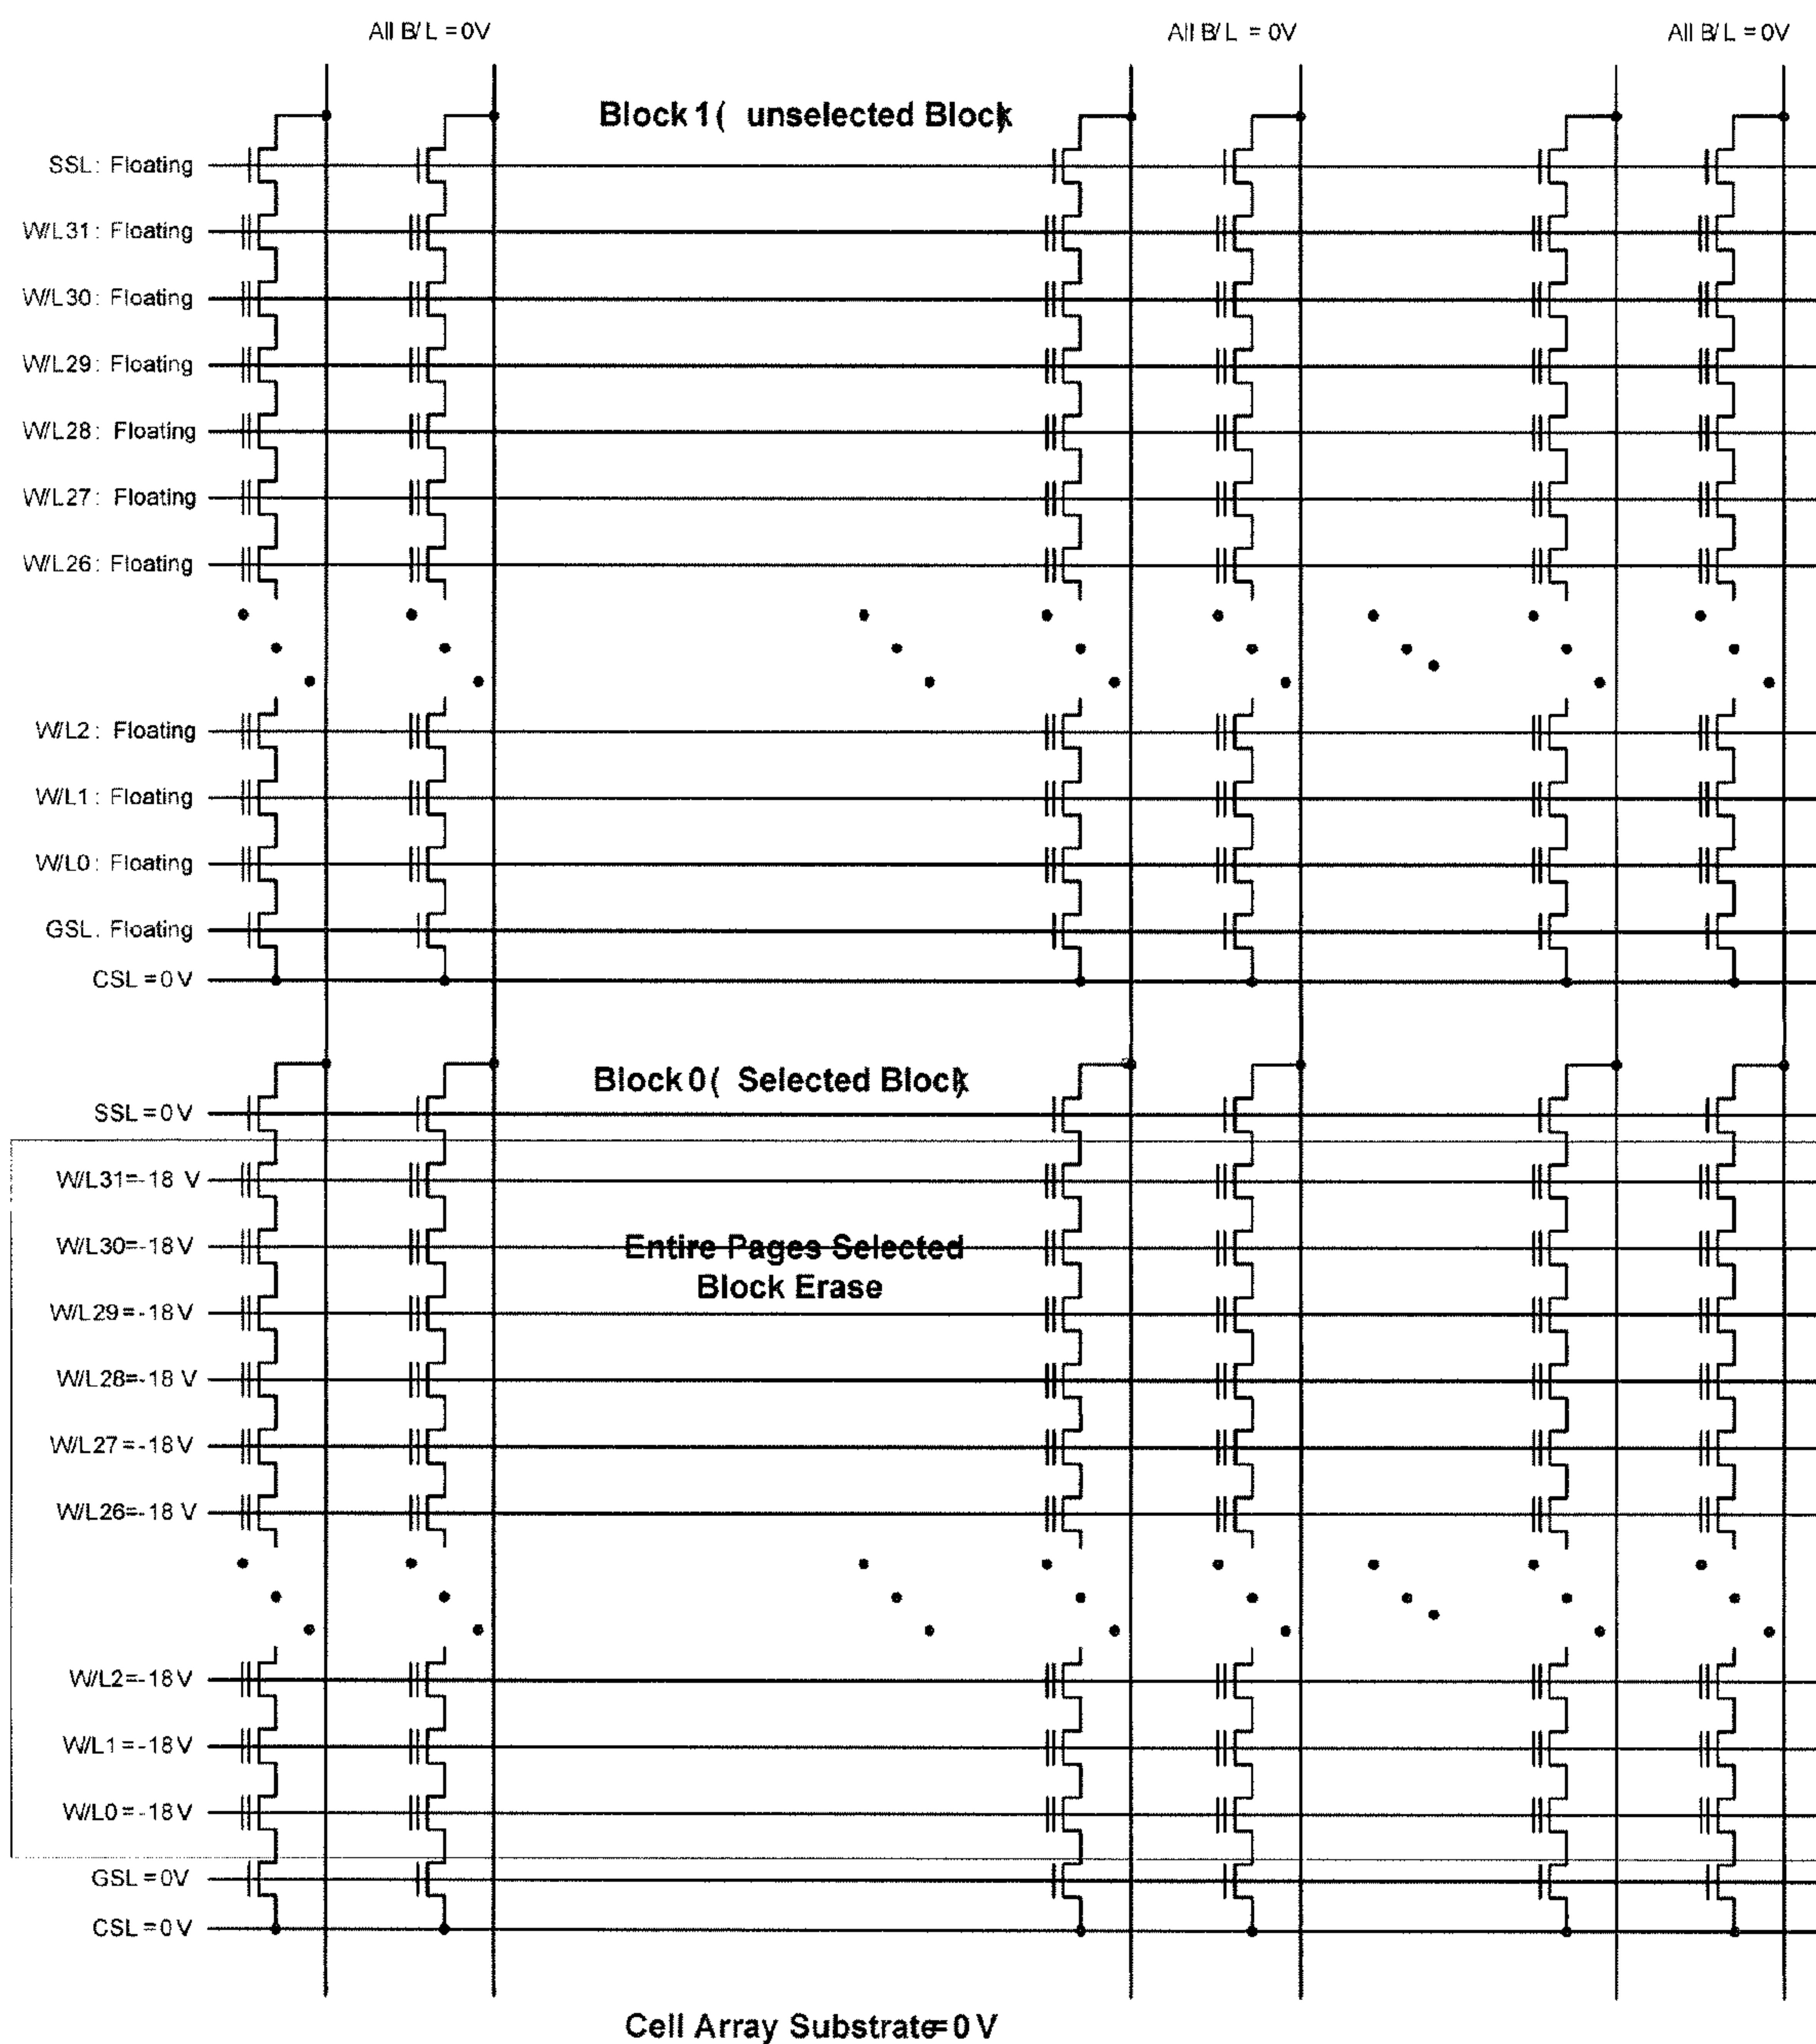 All B/L =0V
All B/L =0V
All B/L =0V
Block 1( unselected Block)
SSL: Floating
W/L31: Floating
W/L30: Floating
W/L29: Floating
W/L28: Floating
W/L27: Floating
W/L26: Floating
W/L2: Floating
W/L1: Floating
W/L0: Floating
GSL: Floating
CSL =0V
Block 0( Selected Block)
SSL=0V
W/L31=-18 V
W/L30=-18V
Entire Pages Selected
Block Erase
W/L29=-18V
W/L28=-18 V
W/L27=-18V
W/L26=-18 V
W/L2=-18V
W/L1=-18V
W/L0=-18V
GSL=0V
CSL=0V
Cell Array Substrate=0V